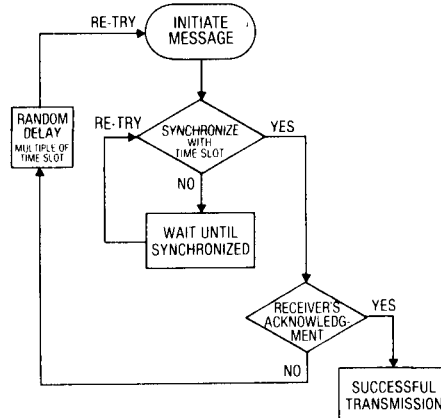 RE-TRY
INITIATE
MESSAGE
RANDOM
DELAY
MULTIPLE OF
TIME SLOT
RE-TRY
SYNCHRONIZE
WITH
TIME SLOT
YES
NO
WAIT UNTIL
SYNCHRONIZED
RECEIVER'S
ACKNOWLEDG-
MENT
YES
NO
SUCCESSFUL
TRANSMISSION